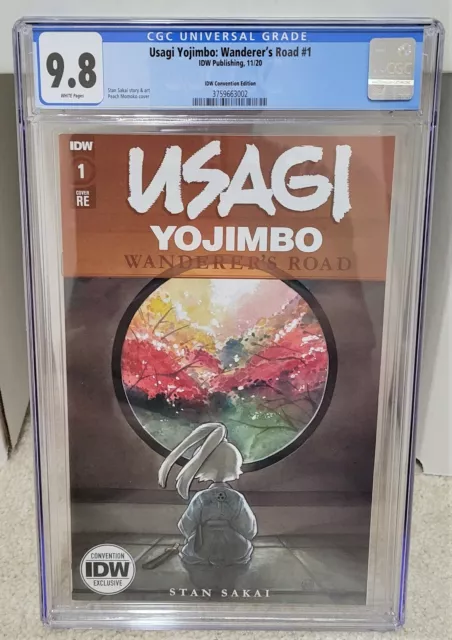 CGC UNIVERSAL GRADE
9.8
WHITE Pages
Usagi Yojimbo: Wanderer's Road #1
IDW Publishing, 11/20
IDW Convention Edition
Stan Sakai story & art
Peach Momoko cover
3759663002
CGC
IDW
1
COVER
RE
USAGI
YOJIMBO
WANDERER'S ROAD
CONVENTION
IDW
EXCLUSIVE
STAN SAKAI